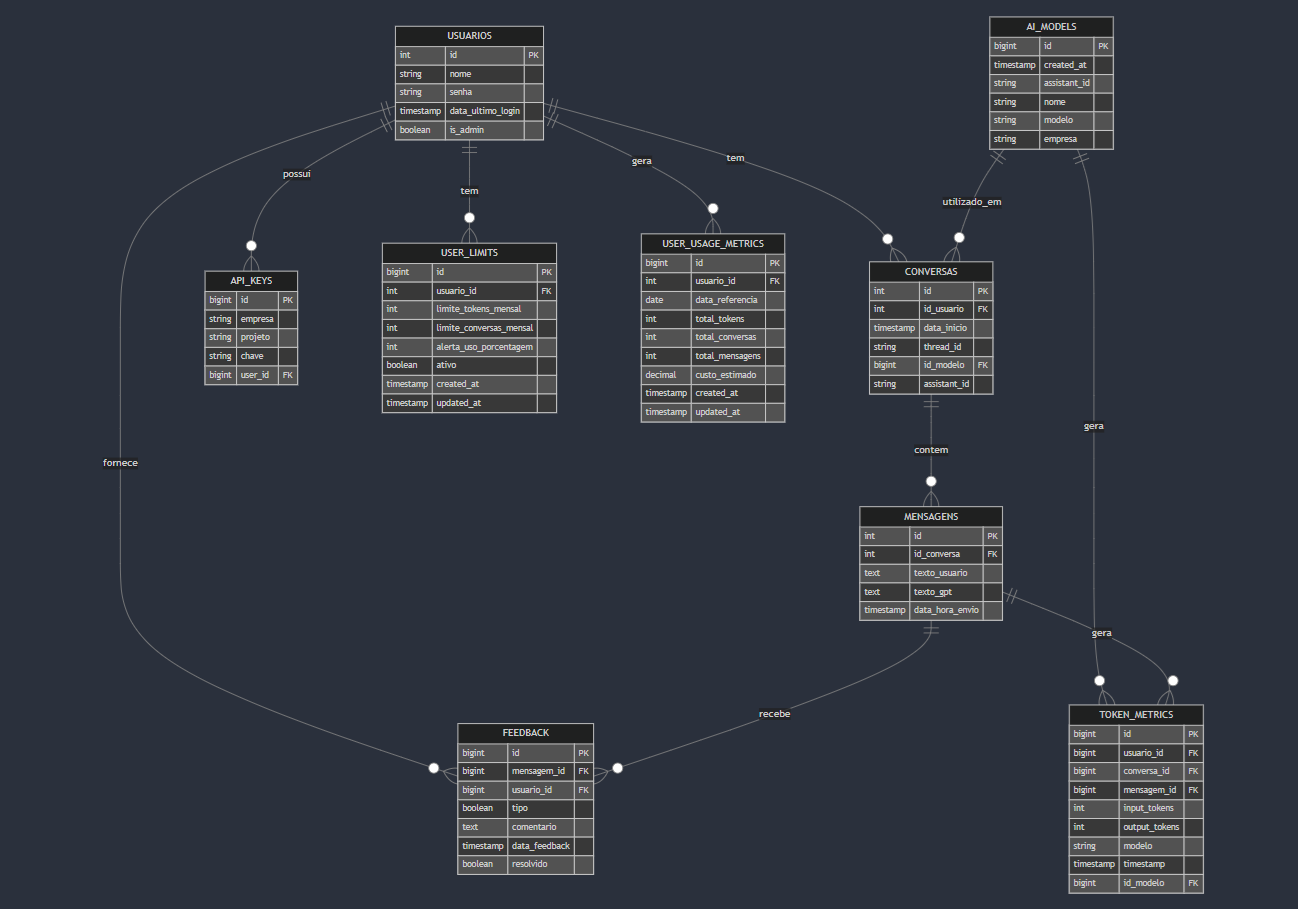 USUARIOS
int id PK
string nome
string senha
timestamp data_ultimo_login
boolean is_admin
AI_MODELS
bigint id PK
timestamp created_at
string assistant_id
string nome
string modelo
string empresa
possui
tem
gera
tem
utilizado_em
API_KEYS
bigint id PK
string empresa
string projeto
string chave
bigint user_id FK
USER_LIMITS
bigint id PK
int usuario_id FK
int limite_tokens_mensal
int limite_conversas_mensal
int alerta_uso_porcentagem
boolean ativo
timestamp created_at
timestamp updated_at
USER_USAGE_METRICS
bigint id PK
int usuario_id FK
date data_referencia
int total_tokens
int total_conversas
int total_mensagens
decimal custo_estimado
timestamp created_at
timestamp updated_at
CONVERSAS
int id PK
int id_usuario FK
timestamp data_inicio
string thread_id
bigint id_modelo FK
string assistant_id
gera
fornece
contem
MENSAGENS
int id PK
int id_conversa FK
text texto_usuario
text texto_gpt
timestamp data_hora_envio
gera
recebe
FEEDBACK
bigint id PK
bigint mensagem_id FK
bigint usuario_id FK
boolean tipo
text comentario
timestamp data_feedback
boolean resolvido
TOKEN_METRICS
bigint id PK
bigint usuario_id FK
bigint conversa_id FK
bigint mensagem_id FK
int input_tokens
int output_tokens
string modelo
timestamp timestamp
bigint id_modelo FK